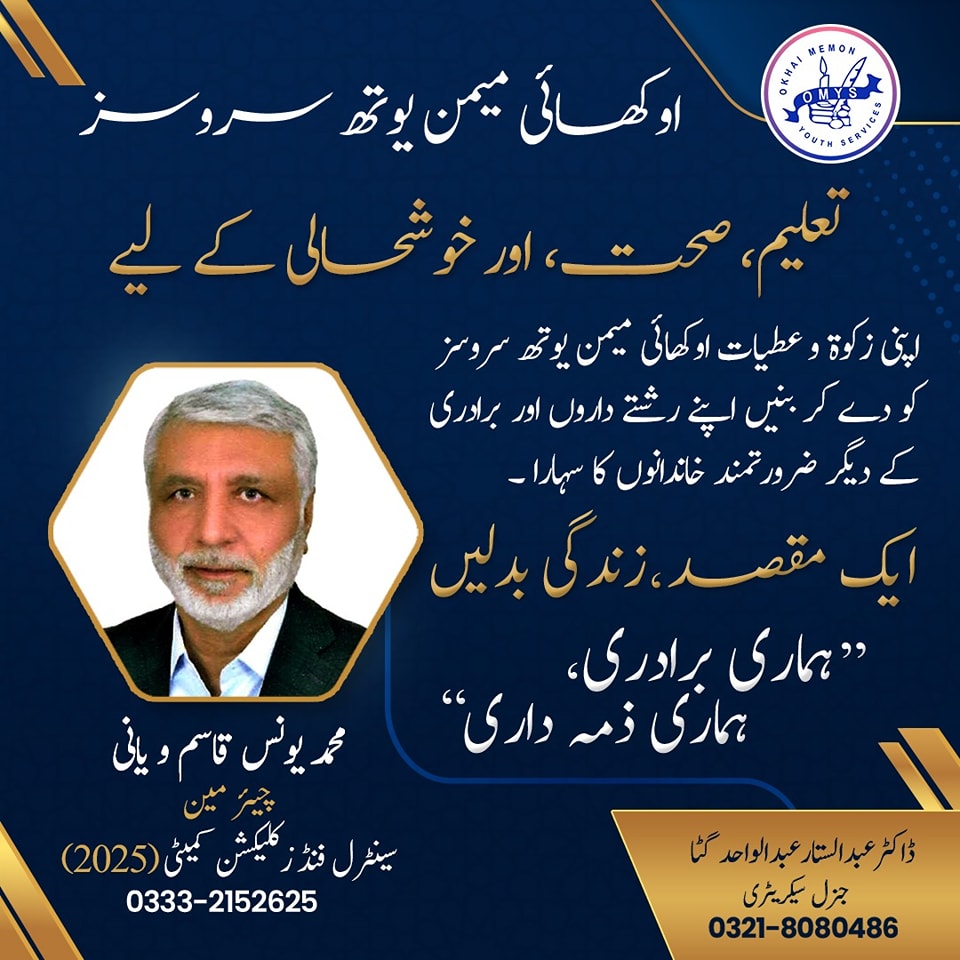 اوکھائی میمن یوتھ سروسز
OKHAI MEMON
OMYS
YOUTH SERVICES
تعلیم، صحت، اور خوشحالی کے لیے
اپنی زکوۃ و عطیات اوکھائی میمن یوتھ سروسز
کو دے کر بنیں اپنے رشتے داروں اور برادری
کے دیگر ضرورتمند خاندانوں کا سہارا۔
ایک مقصد، زندگی بدلیں
”ہماری برادری،
ہماری ذمہ داری“
محمد یونس قاسم ویانی
چیئرمین
سینٹرل فنڈز کلیکشن کمیٹی (2025)
0333-2152625
ڈاکٹر عبدالستار عبدالواحد گٹا
جزل سیکریٹری
0321-8080486